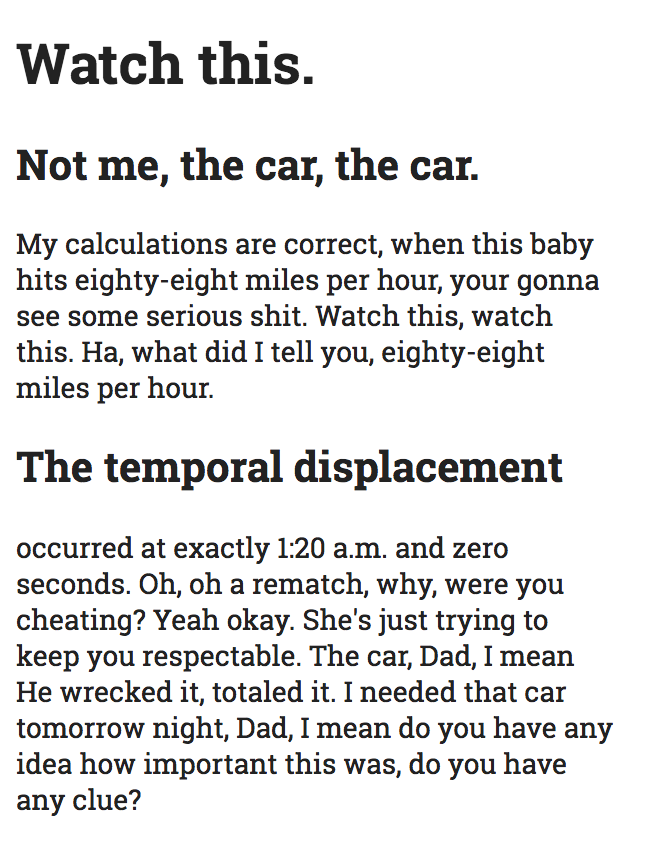 Watch this.
Not me, the car, the car.
My calculations are correct, when this baby
hits eighty-eight miles per hour, your gonna
see some serious shit. Watch this, watch
this. Ha, what did I tell you, eighty-eight
miles per hour.
The temporal displacement
occurred at exactly 1:20 a.m. and zero
seconds. Oh, oh a rematch, why, were you
cheating? Yeah okay. She's just trying to
keep you respectable. The car, Dad, I mean
He wrecked it, totaled it. I needed that car
tomorrow night, Dad, I mean do you have any
idea how important this was, do you have
any clue?